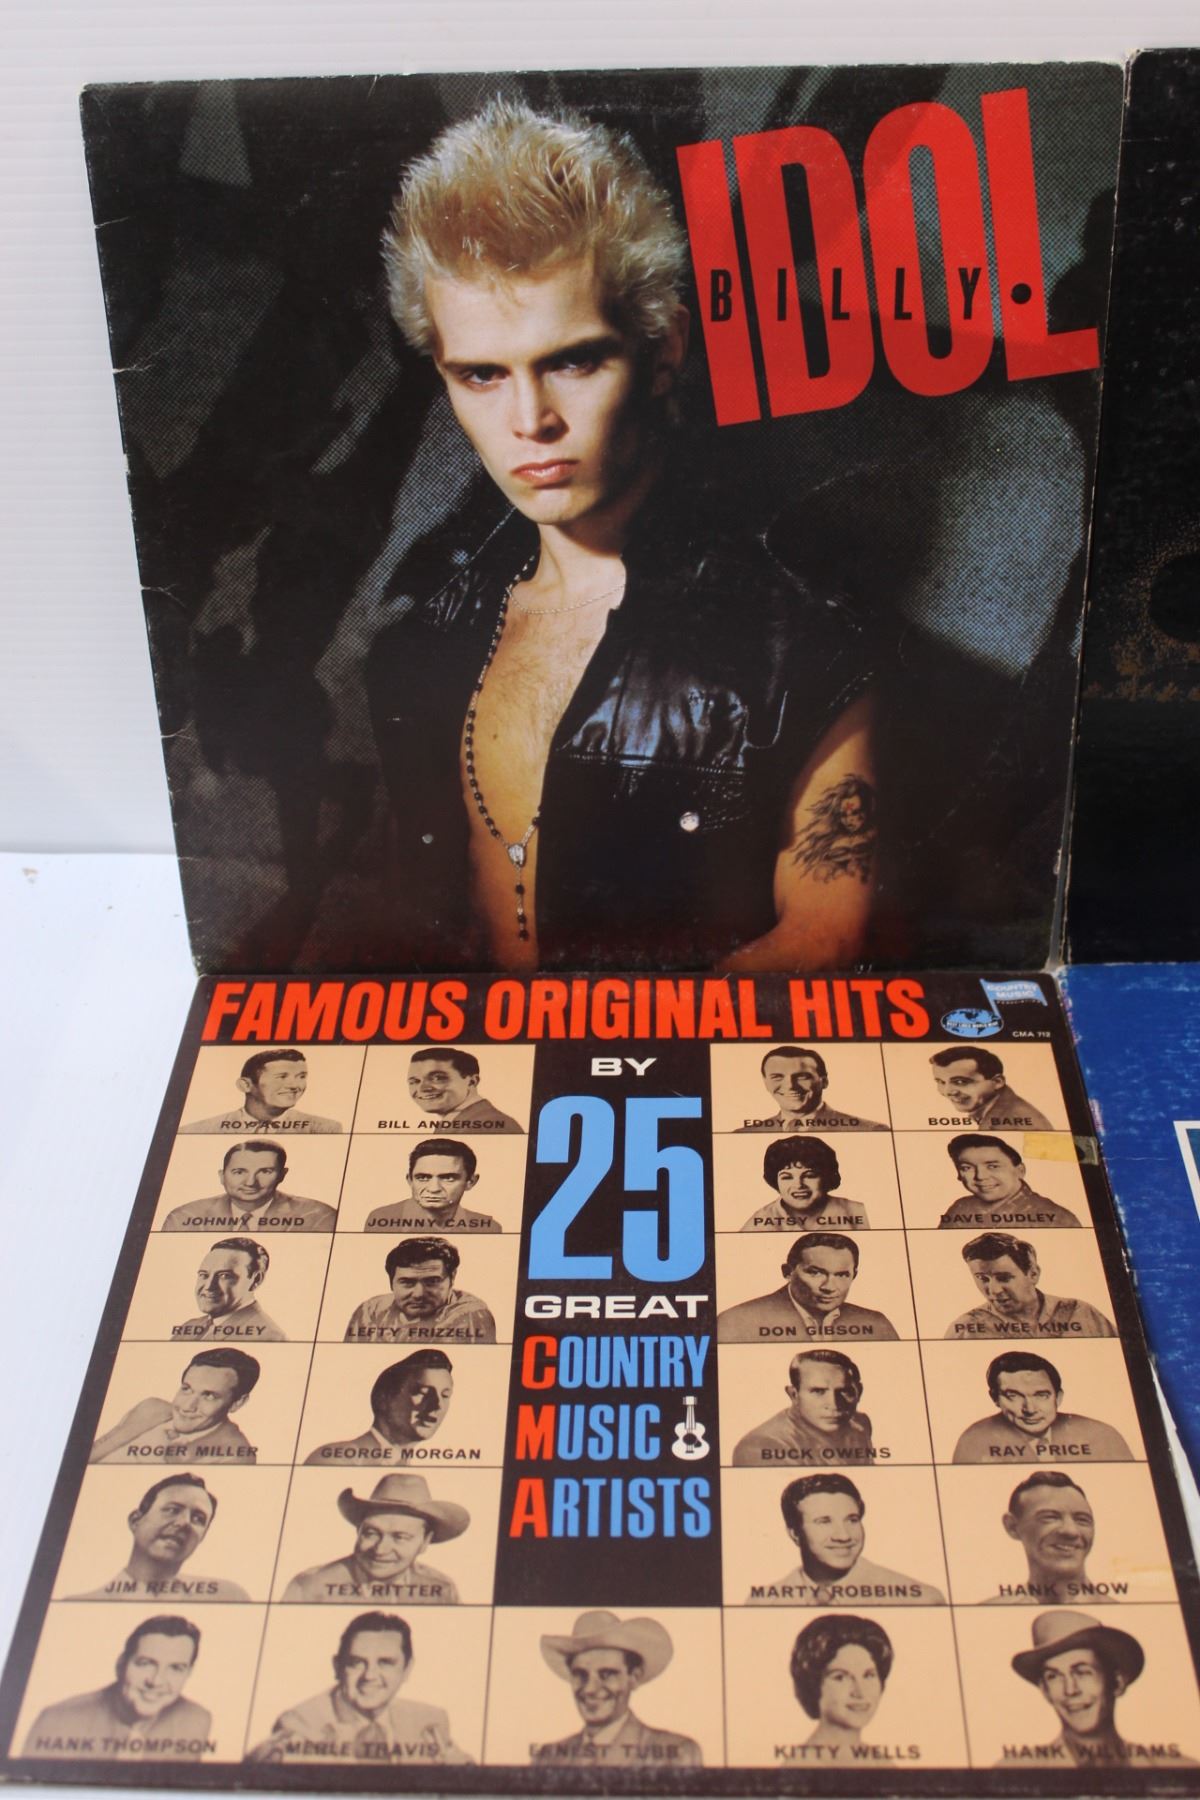 IDOL
BILLY.
FAMOUS ORIGINAL HITS
COUNTRY
MUSIC
CMA 712
BY
25
GREAT
COUNTRY
MUSIC
ARTISTS
ROY ACUFF
BILL ANDERSON
EDDY ARNOLD
BOBBY BARE
JOHNNY BOND
JOHNNY CASH
PATSY CLINE
DAVE DUDLEY
RED FOLEY
LEFTY FRIZZELL
DON GIBSON
PEE WEE KING
ROGER MILLER
GEORGE MORGAN
BUCK OWENS
RAY PRICE
JIM REEVES
TEX RITTER
MARTY ROBBINS
HANK SNOW
HANK THOMPSON
MERLE TRAVIS
ERNEST TUBB
KITTY WELLS
HANK WILLIAMS